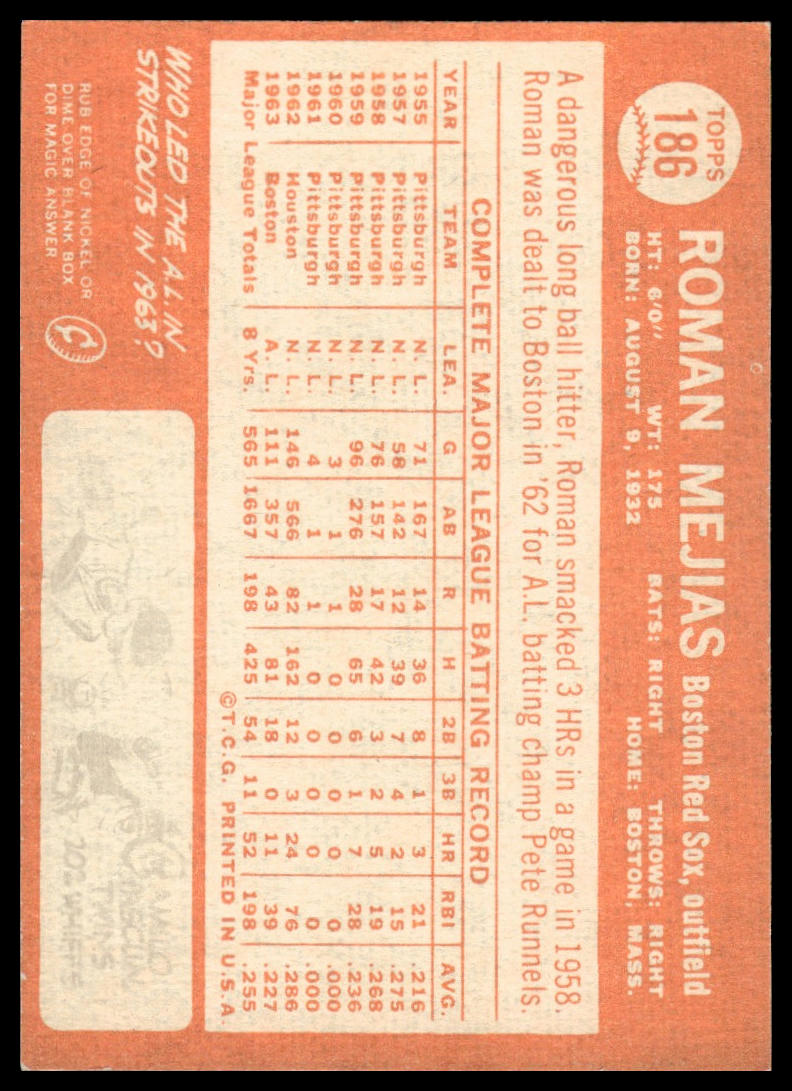 TOPPS
186
ROMAN MEJIAS Boston Red Sox, outfield
HT: 6/0" WT: 175 BATS: RIGHT THROWS: RIGHT
BORN: AUGUST 9, 1932 HOME: BOSTON, MASS.
A dangerous long ball hitter, Roman smacked 3 HRs in a game in 1958.
Roman was dealt to Boston in '62 for A.L. batting champ Pete Runnels.
COMPLETE MAJOR LEAGUE BATTING RECORD
YEAR TEAM LEA. G AB R H 2B 3B HR RBI AVG.
1955 Pittsburgh N.L. 71 167 14 36 8 1 3 21 .216
1957 Pittsburgh N.L. 58 142 12 39 7 4 2 15 .275
1958 Pittsburgh N.L. 76 157 17 42 3 2 5 19 .268
1959 Pittsburgh N.L. 96 276 28 65 6 1 7 28 .236
1960 Pittsburgh N.L. 3 1 1 0 0 0 0 0 .000
1961 Pittsburgh N.L. 4 1 1 0 0 0 0 0 .000
1962 Houston N.L. 146 566 82 162 12 3 24 76 .286
1963 Boston A.L. 111 357 43 81 18 0 11 39 .227
Major League Totals 8 Yrs. 565 1667 198 425 54 11 52 198 .255
©T.C.G. PRINTED IN U.S.A.
WHO LED THE A.L. IN
STRIKEOUTS IN 1963?
RUB EDGE OF NICKEL OR
DIME OVER BLANK BOX
FOR MAGIC ANSWER
CAMILO
PASCUAL
TWINS
202 WHIFFS